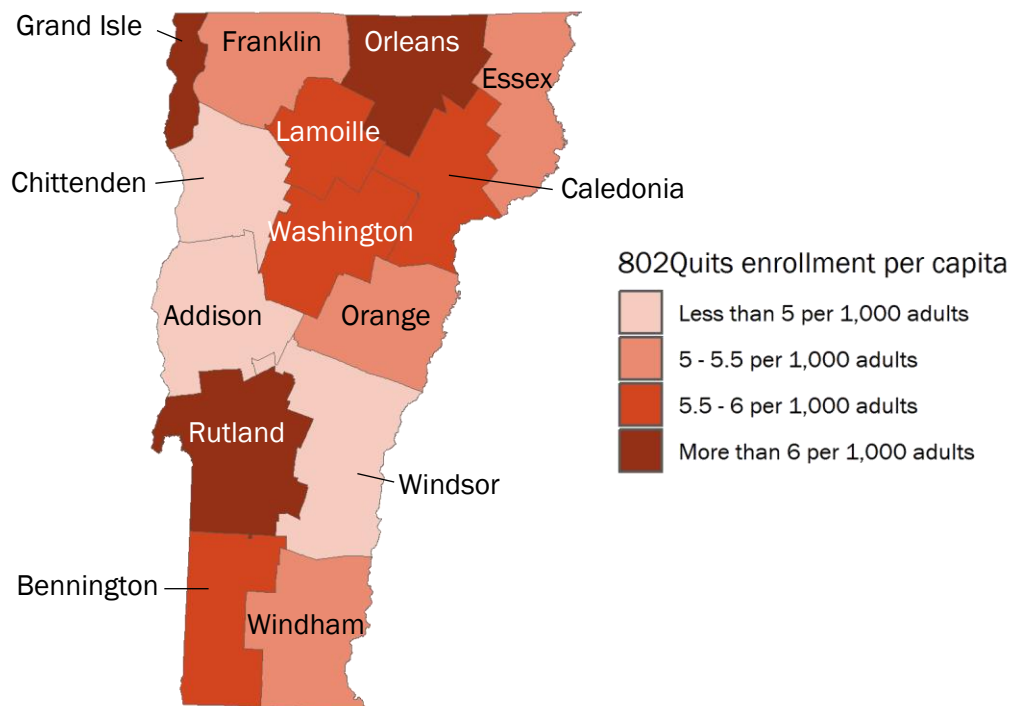 Grand Isle
Franklin
Orleans
Essex
Lamoille
Chittenden
Caledonia
Washington
802Quits enrollment per capita
Less than 5 per 1,000 adults
5 - 5.5 per 1,000 adults
5.5 - 6 per 1,000 adults
More than 6 per 1,000 adults
Addison
Orange
Rutland
Windsor
Bennington
Windham